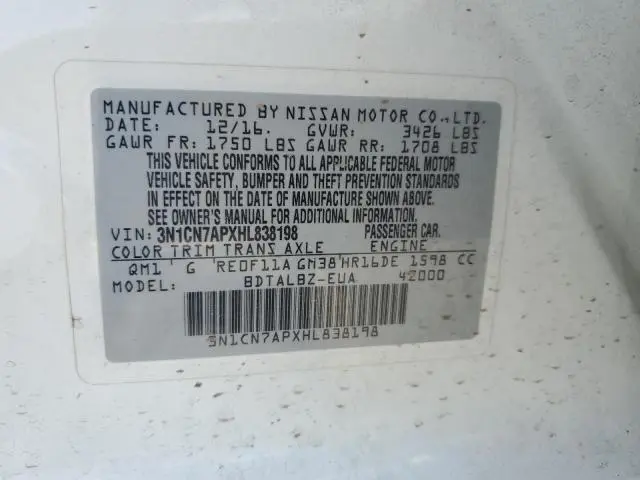 MANUFACTURED BY NISSAN MOTOR CO.,LTD.
DATE: 12/16. GVWR: 3426 LBS
GAWR FR: 1750 LBS GAWR RR: 1708 LBS
THIS VEHICLE CONFORMS TO ALL APPLICABLE FEDERAL MOTOR
VEHICLE SAFETY, BUMPER AND THEFT PREVENTION STANDARDS
IN EFFECT ON THE DATE OF MANUFACTURE SHOWN ABOVE.
SEE OWNER'S MANUAL FOR ADDITIONAL INFORMATION.
VIN: 3N1CN7APXHL838198 PASSENGER CAR.
COLOR TRIM TRANS AXLE ENGINE
QM1 G RE0F11A GM38 HR16DE 1598 CC
MODEL: BDTALBZ-EUA 42000
3N1CN7APXHL838198